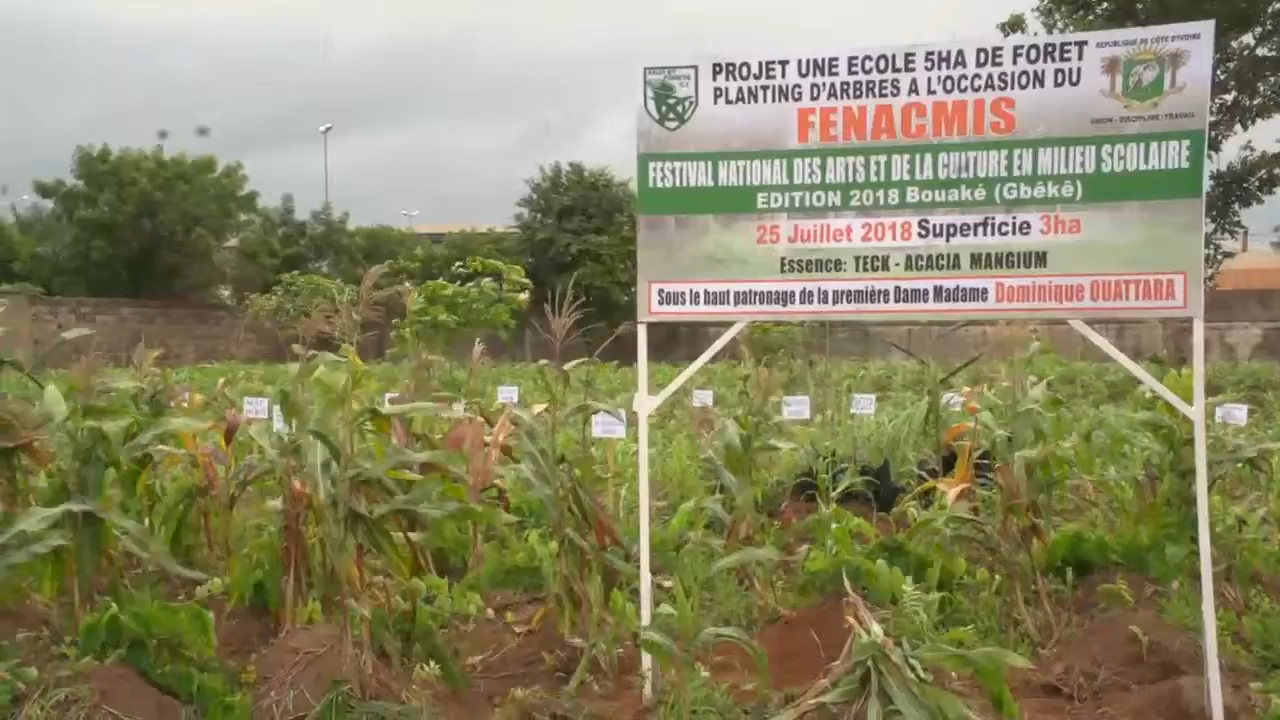 PROJET UNE ECOLE 5HA DE FORET
PLANTING D'ARBRES A L'OCCASION DU
FENACMIS
REPUBLIQUE DE CÔTE D'IVOIRE
UNION - DISCIPLINE - TRAVAIL
FESTIVAL NATIONAL DES ARTS ET DE LA CULTURE EN MILIEU SCOLAIRE
EDITION 2018 Bouaké (Gbékê)
25 Juillet 2018 Superficie 3ha
Essence: TECK - ACACIA MANGIUM
Sous le haut patronage de la première Dame Madame Dominique OUATTARA